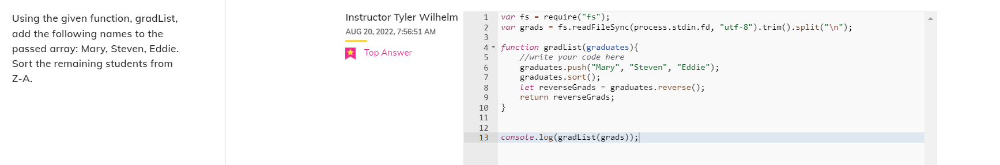 Using the given function, gradList,
add the following names to the
passed array: Mary, Steven, Eddie.
Sort the remaining students from
Z-A.
Instructor Tyler Wilhelm
AUG 20, 2022, 7:56:51 AM
Top Answer
1 var fs = require("fs");
2 var grads = fs.readFileSync(process.stdin.fd, "utf-8").trim().split("\n");
3
4 function gradList(graduates){
5 //write your code here
6 graduates.push("Mary", "Steven", "Eddie");
7 graduates.sort();
8 let reverseGrads = graduates.reverse();
9 return reverseGrads;
10 }
11
12
13 console.log(gradList(grads));